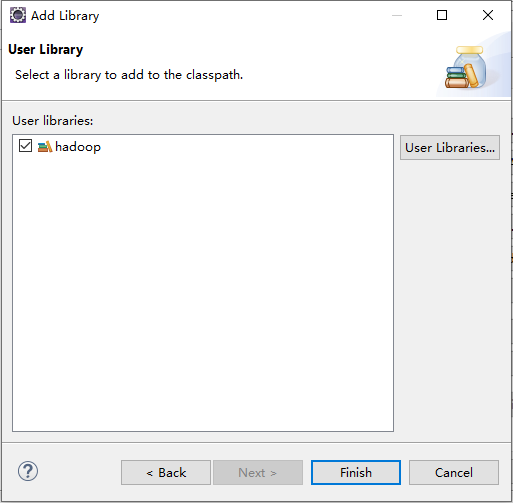 Add Library
User Library
Select a library to add to the classpath.
User libraries:
hadoop
User Libraries...
?
< Back
Next >
Finish
Cancel